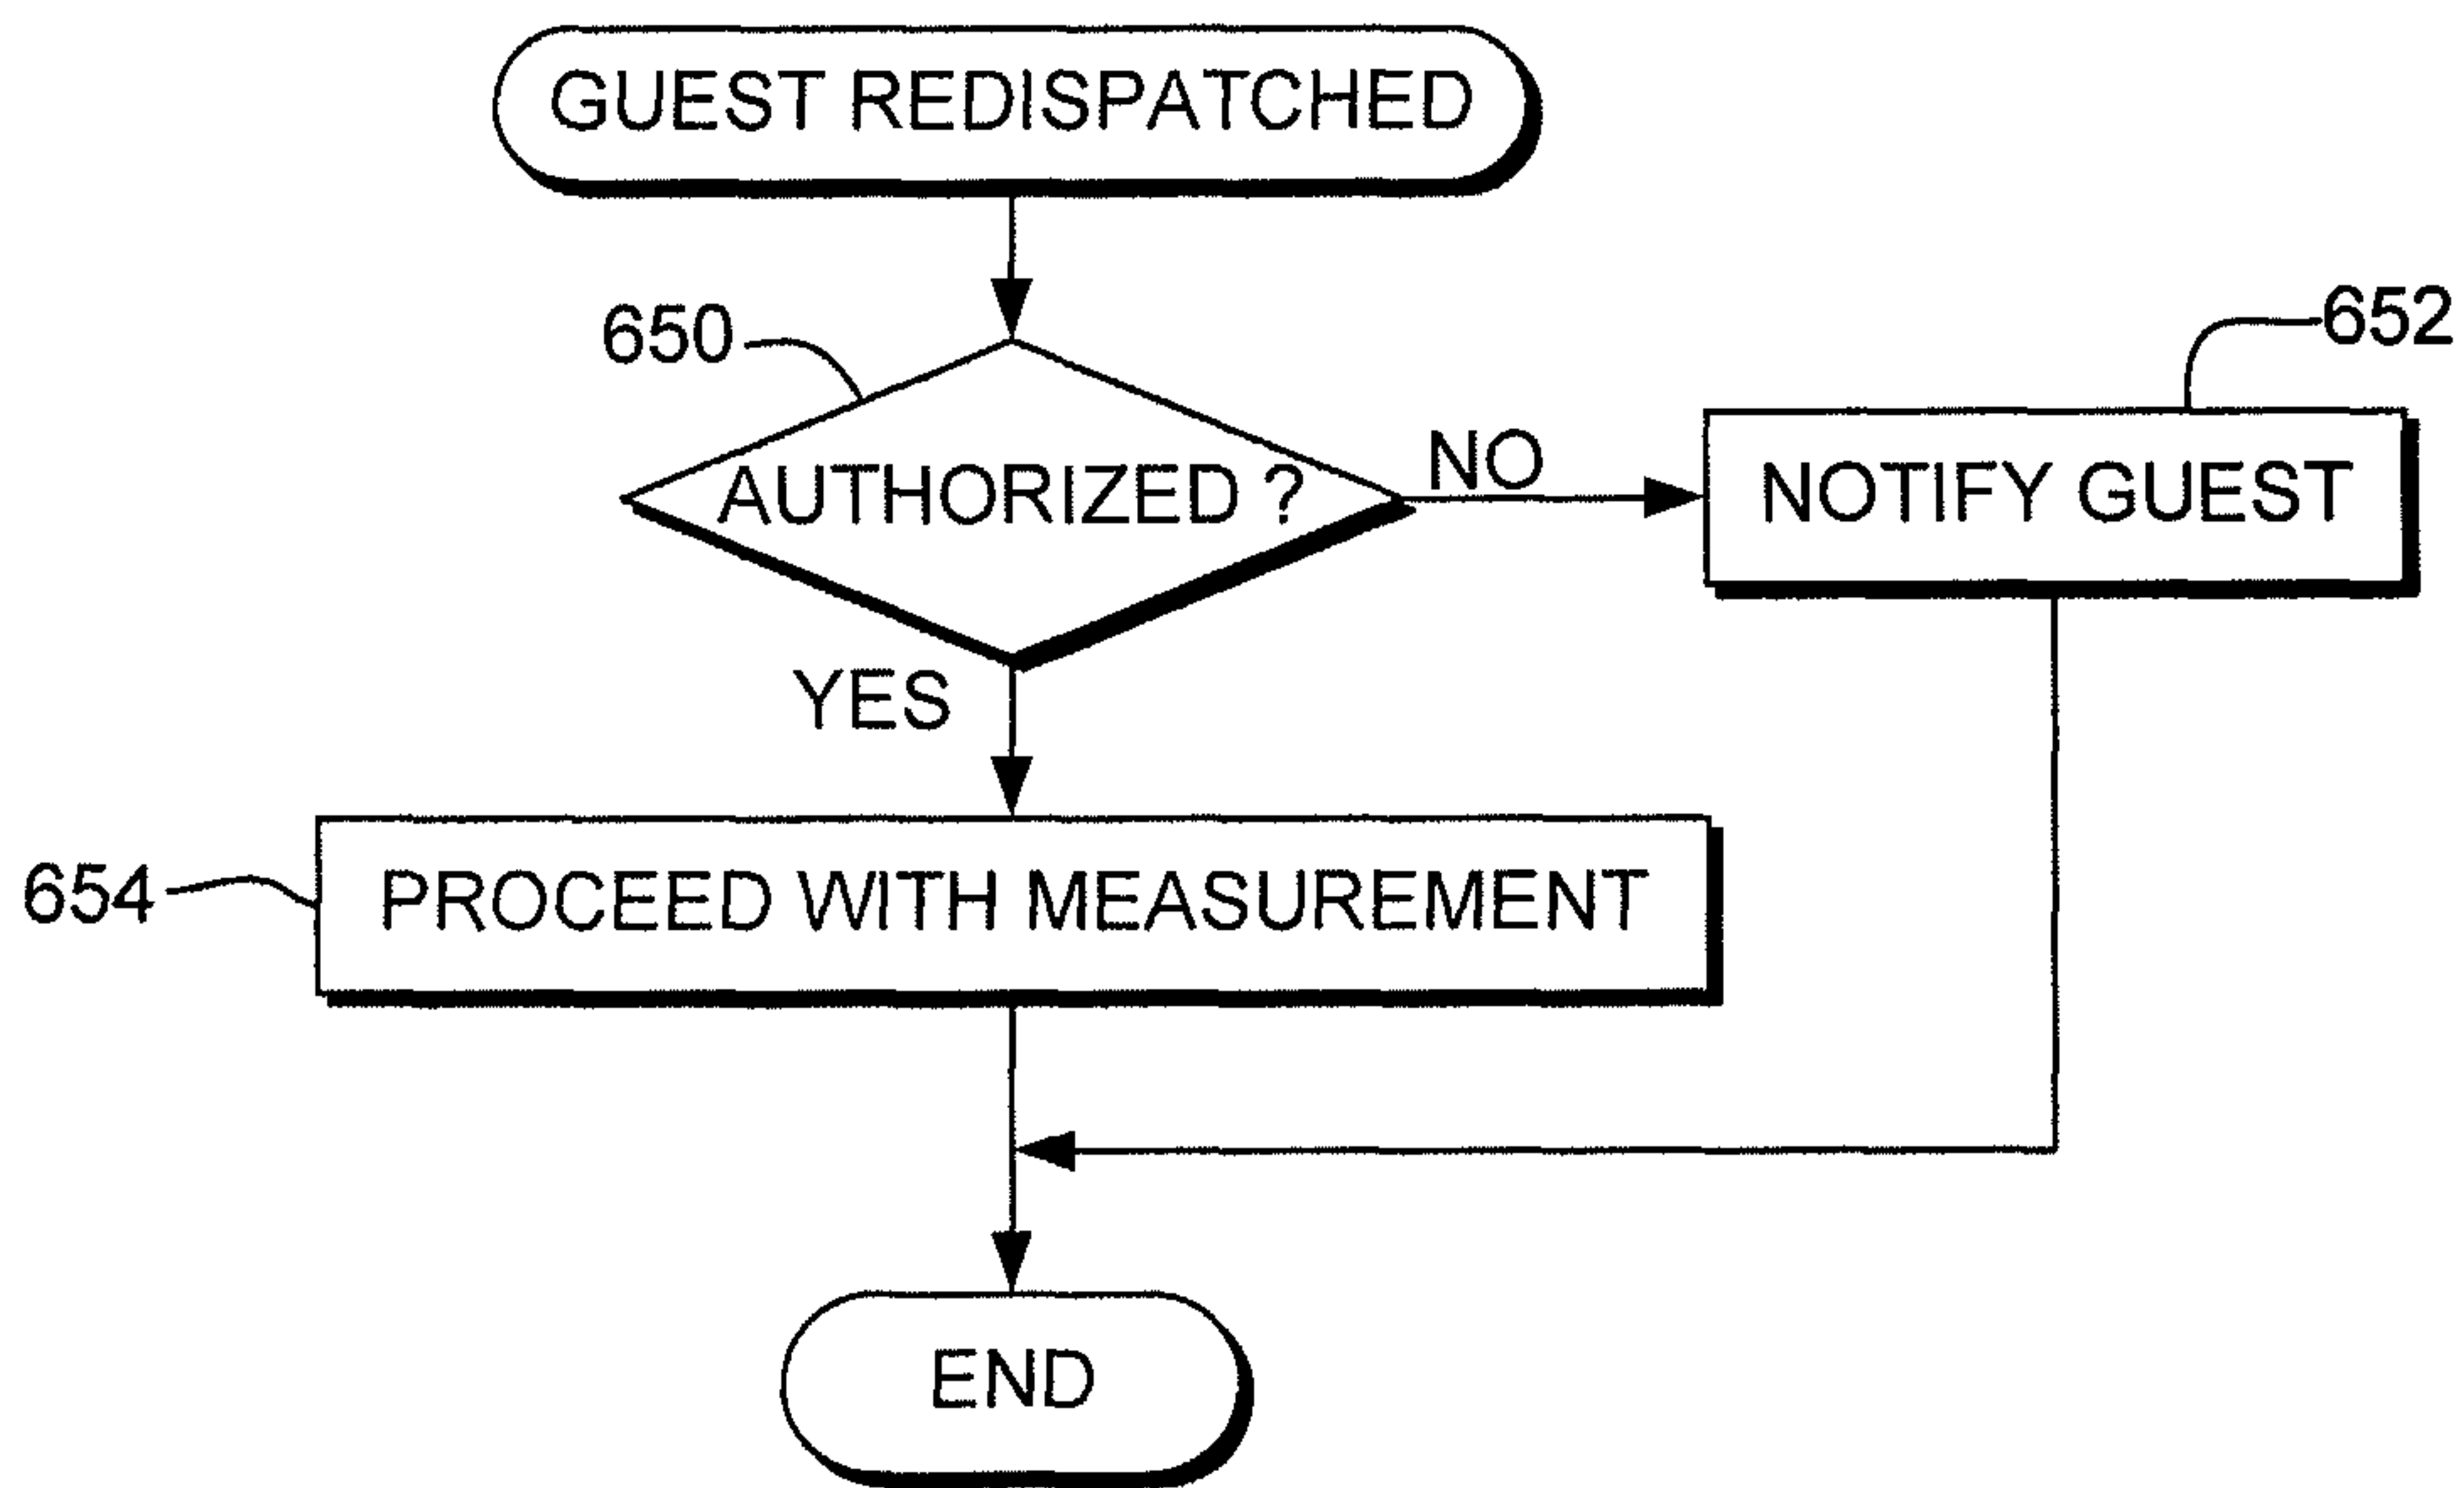 GUEST REDISPATCHED
650
652
AUTHORIZED ?
NO
NOTIFY GUEST
YES
654
PROCEED WITH MEASUREMENT
END